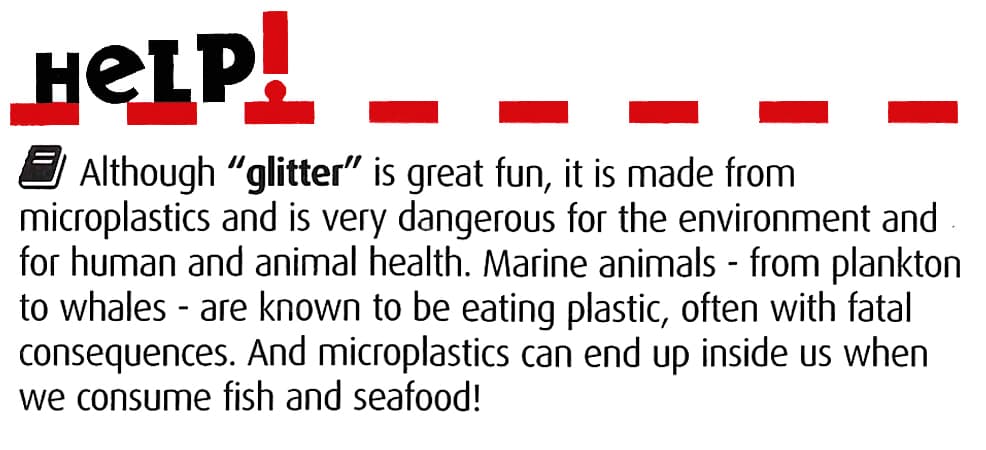 HeLP!
Although "glitter" is great fun, it is made from
microplastics and is very dangerous for the environment and
for human and animal health. Marine animals - from plankton
to whales - are known to be eating plastic, often with fatal
consequences. And microplastics can end up inside us when
we consume fish and seafood!